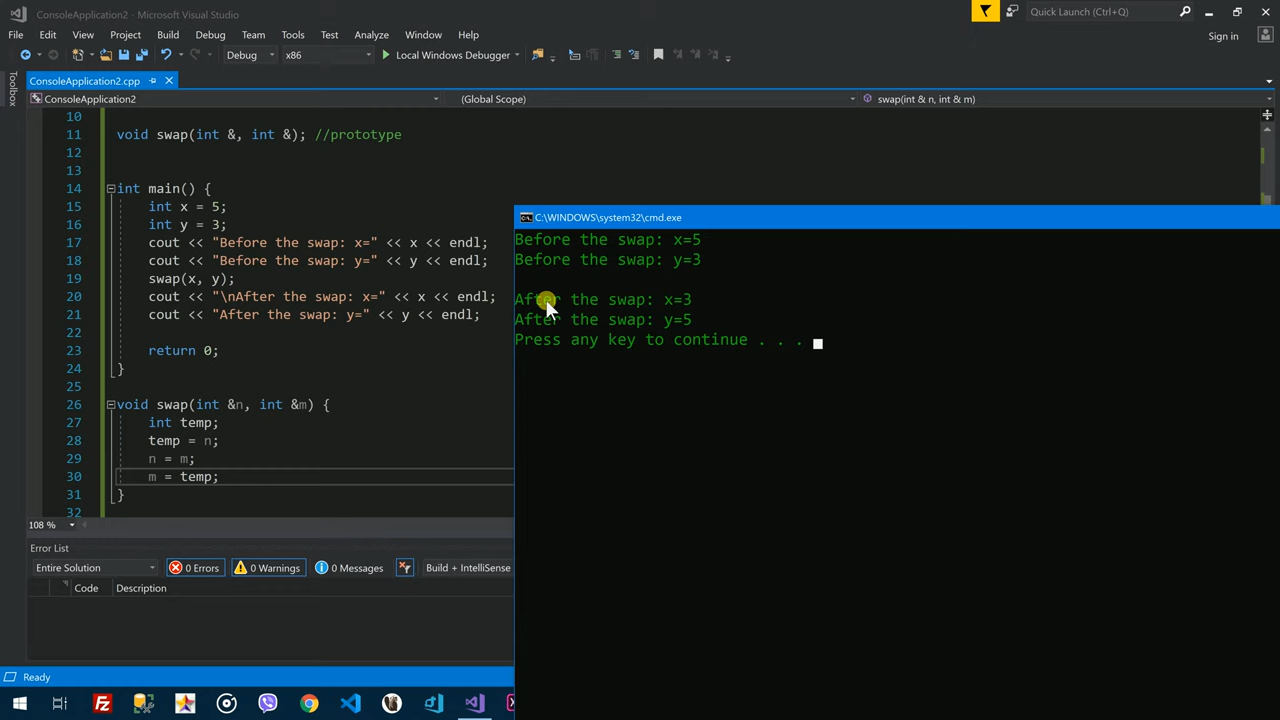 ConsoleApplication2 - Microsoft Visual Studio
Quick Launch (Ctrl+Q)
File Edit View Project Build Debug Team Tools Test Analyze Window Help
Sign in
Debug x86 Local Windows Debugger
Toolbox
ConsoleApplication2.cpp
ConsoleApplication2 (Global Scope) swap(int & n, int & m)
10
11 void swap(int &, int &); //prototype
12
13
14 int main() {
15 int x = 5;
16 int y = 3;
17 cout << "Before the swap: x=" << x << endl;
18 cout << "Before the swap: y=" << y << endl;
19 swap(x, y);
20 cout << "\nAfter the swap: x=" << x << endl;
21 cout << "After the swap: y=" << y << endl;
22
23 return 0;
24 }
25
26 void swap(int &n, int &m) {
27 int temp;
28 temp = n;
29 n = m;
30 m = temp;
31 }
32
108 %
Error List
Entire Solution 0 Errors 0 Warnings 0 Messages Build + IntelliSense
Code Description
Ready
C:\WINDOWS\system32\cmd.exe
Before the swap: x=5
Before the swap: y=3
After the swap: x=3
After the swap: y=5
Press any key to continue . . .